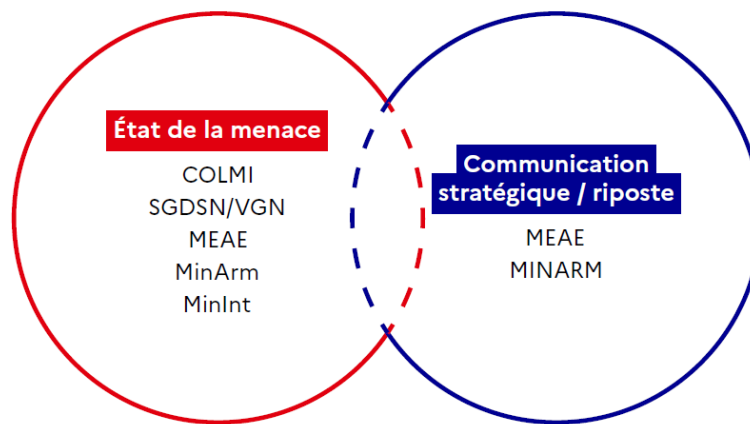 État de la menace
COLMI
SGDSN/VGN
MEAE
MinArm
MinInt
Communication
stratégique / riposte
MEAE
MINARM